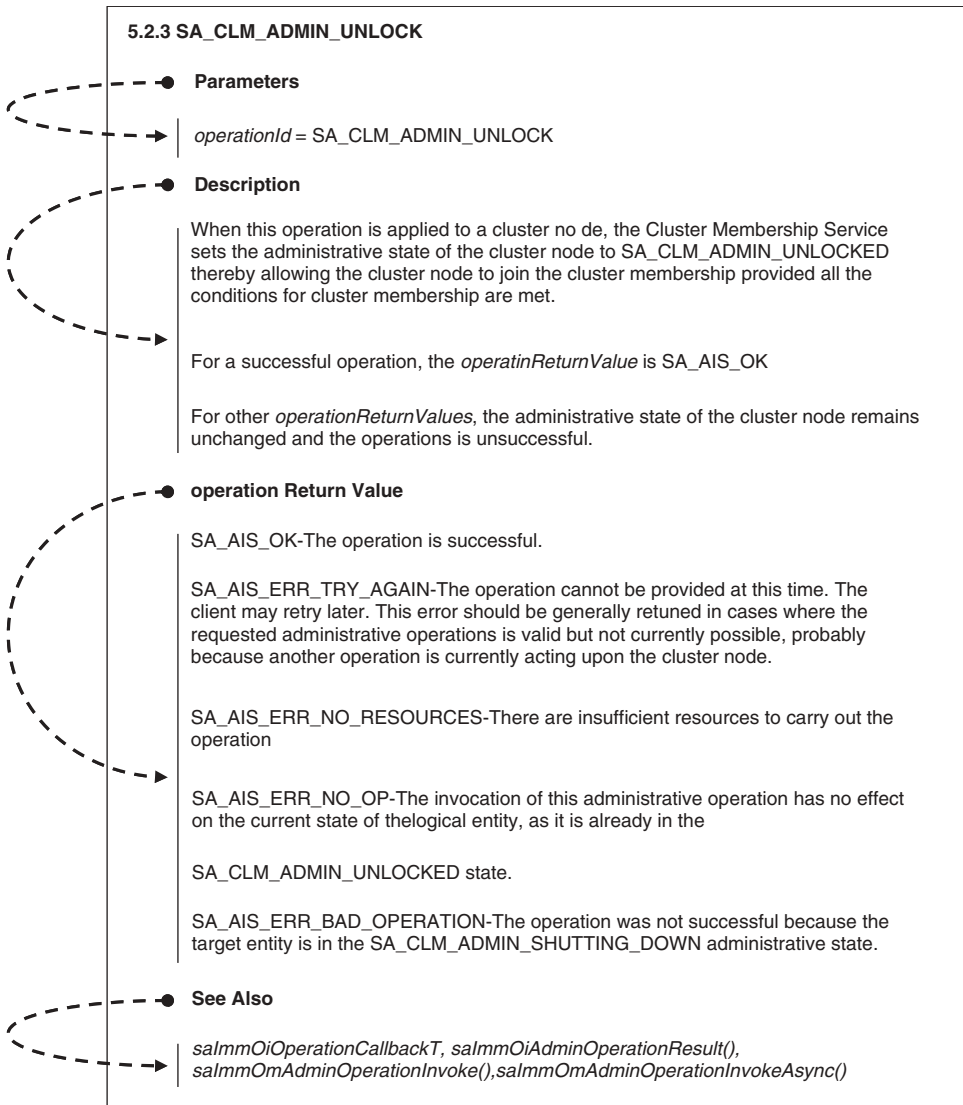 5.2.3 SA_CLM_ADMIN_UNLOCK
Parameters
operationId = SA_CLM_ADMIN_UNLOCK
Description
When this operation is applied to a cluster no de, the Cluster Membership Service
sets the administrative state of the cluster node to SA_CLM_ADMIN_UNLOCKED
thereby allowing the cluster node to join the cluster membership provided all the
conditions for cluster membership are met.
For a successful operation, the operatinReturnValue is SA_AIS_OK
For other operationReturnValues, the administrative state of the cluster node remains
unchanged and the operations is unsuccessful.
operation Return Value
SA_AIS_OK-The operation is successful.
SA_AIS_ERR_TRY_AGAIN-The operation cannot be provided at this time. The
client may retry later. This error should be generally retuned in cases where the
requested administrative operations is valid but not currently possible, probably
because another operation is currently acting upon the cluster node.
SA_AIS_ERR_NO_RESOURCES-There are insufficient resources to carry out the
operation
SA_AIS_ERR_NO_OP-The invocation of this administrative operation has no effect
on the current state of thelogical entity, as it is already in the
SA_CLM_ADMIN_UNLOCKED state.
SA_AIS_ERR_BAD_OPERATION-The operation was not successful because the
target entity is in the SA_CLM_ADMIN_SHUTTING_DOWN administrative state.
See Also
saImmOiOperationCallbackT, saImmOiAdminOperationResult(),
saImmOmAdminOperationInvoke(),saImmOmAdminOperationInvokeAsync()